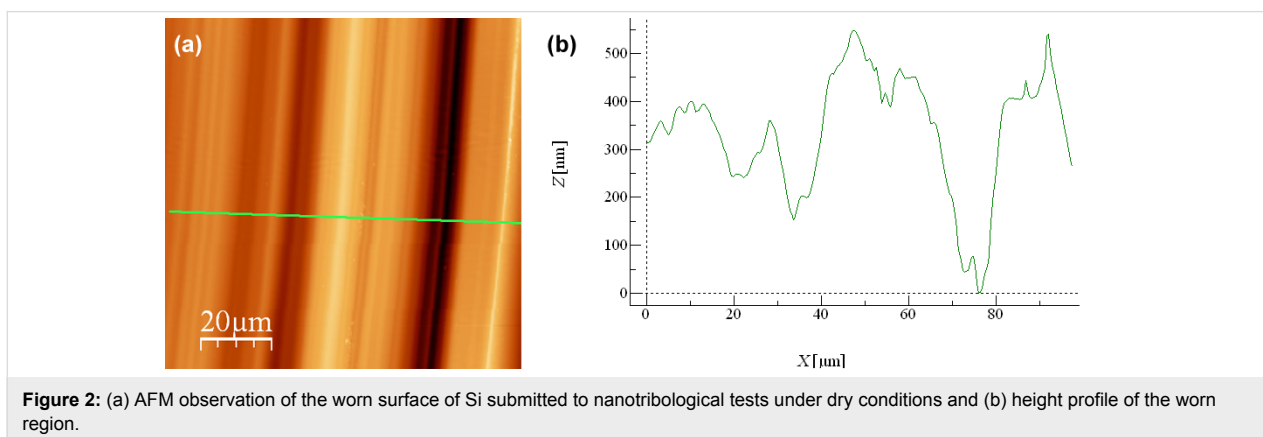 (a)
20µm
(b)
Z[nm]
500
400
300
200
100
0
0 20 40 60 80
X[µm]
Figure 2: (a) AFM observation of the worn surface of Si submitted to nanotribological tests under dry conditions and (b) height profile of the worn
region.